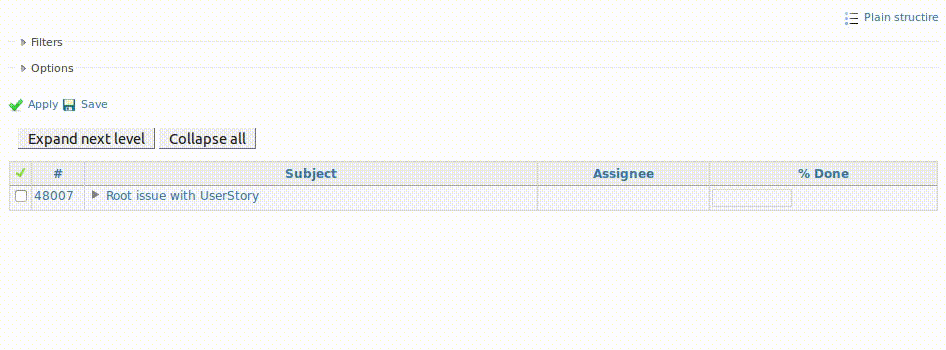 Plain structire
Filters
Options
Apply Save
Expand next level Collapse all
# Subject Assignee % Done
48007 Root issue with UserStory